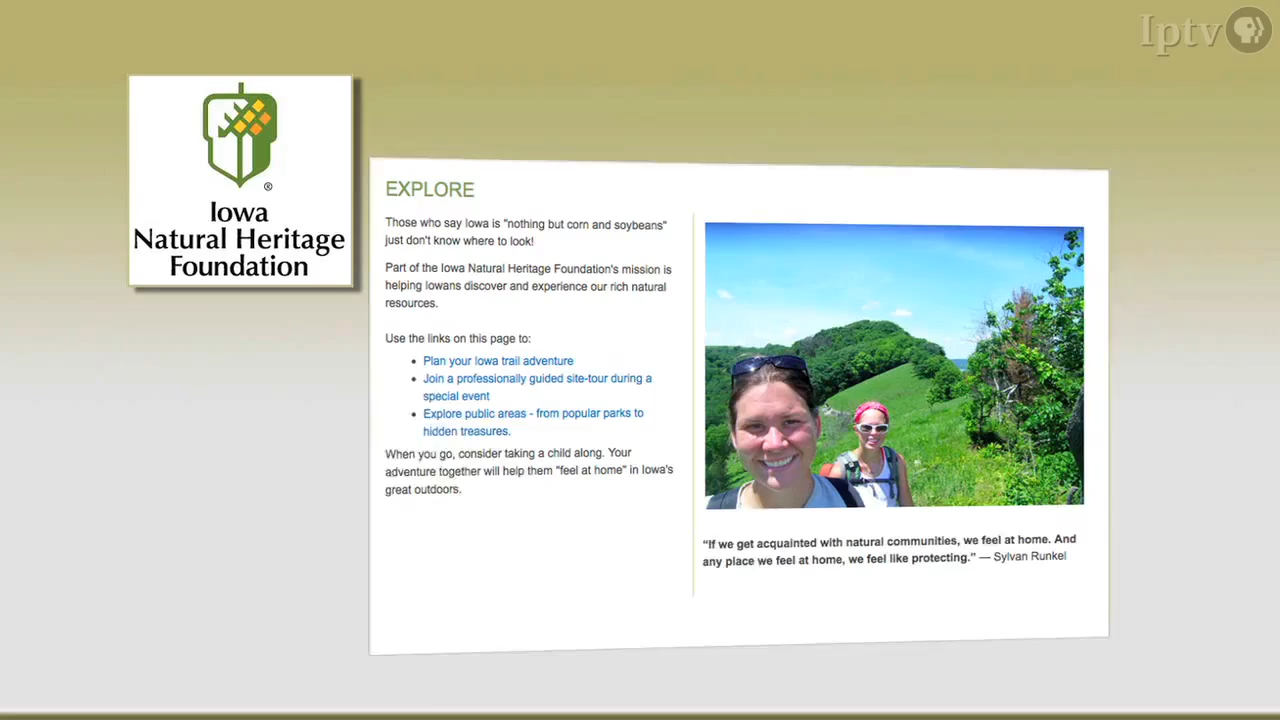 Iptv
®
Iowa
Natural Heritage
Foundation
EXPLORE
Those who say Iowa is "nothing but corn and soybeans"
just don't know where to look!
Part of the Iowa Natural Heritage Foundation's mission is
helping Iowans discover and experience our rich natural
resources.
Use the links on this page to:
• Plan your Iowa trail adventure
• Join a professionally guided site-tour during a
special event
• Explore public areas - from popular parks to
hidden treasures.
When you go, consider taking a child along. Your
adventure together will help them "feel at home" in Iowa's
great outdoors.
“If we get acquainted with natural communities, we feel at home. And
any place we feel at home, we feel like protecting.” — Sylvan Runkel